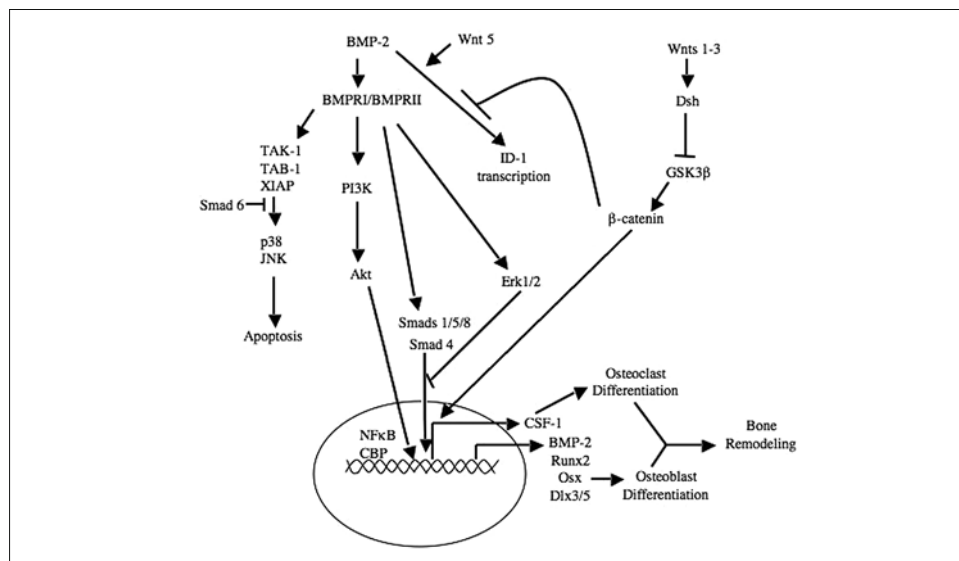 BMP-2
Wnt 5
Wnts 1-3
BMPRI/BMPRII
Dsh
TAK-1
TAB-1
XIAP
ID-1
transcription
PI3K
GSK3β
Smad 6
β-catenin
p38
JNK
Akt
Erk1/2
Apoptosis
Smads 1/5/8
Smad 4
Osteoclast
Differentiation
CSF-1
Bone
Remodeling
NFκB
CBP
BMP-2
Runx2
Osx
Dlx3/5
Osteoblast
Differentiation